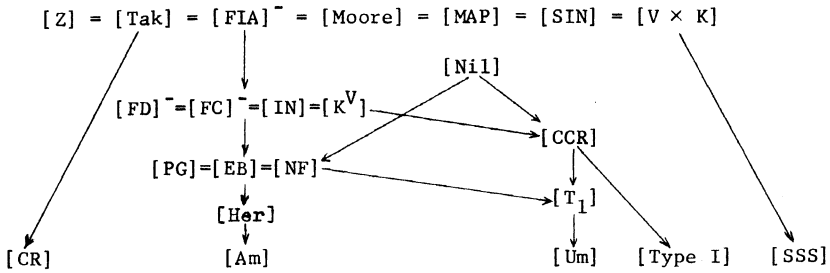 [Z] = [Tak] = [FIA]⁻ = [Moore] = [MAP] = [SIN] = [V × K]
[Nil]
[FD]⁻=[FC]⁻=[IN]=[Kⱽ]
[CCR]
[PG]=[EB]=[NF]
[T₁]
[Her]
[CR] [Am] [Um] [Type I] [SSS]